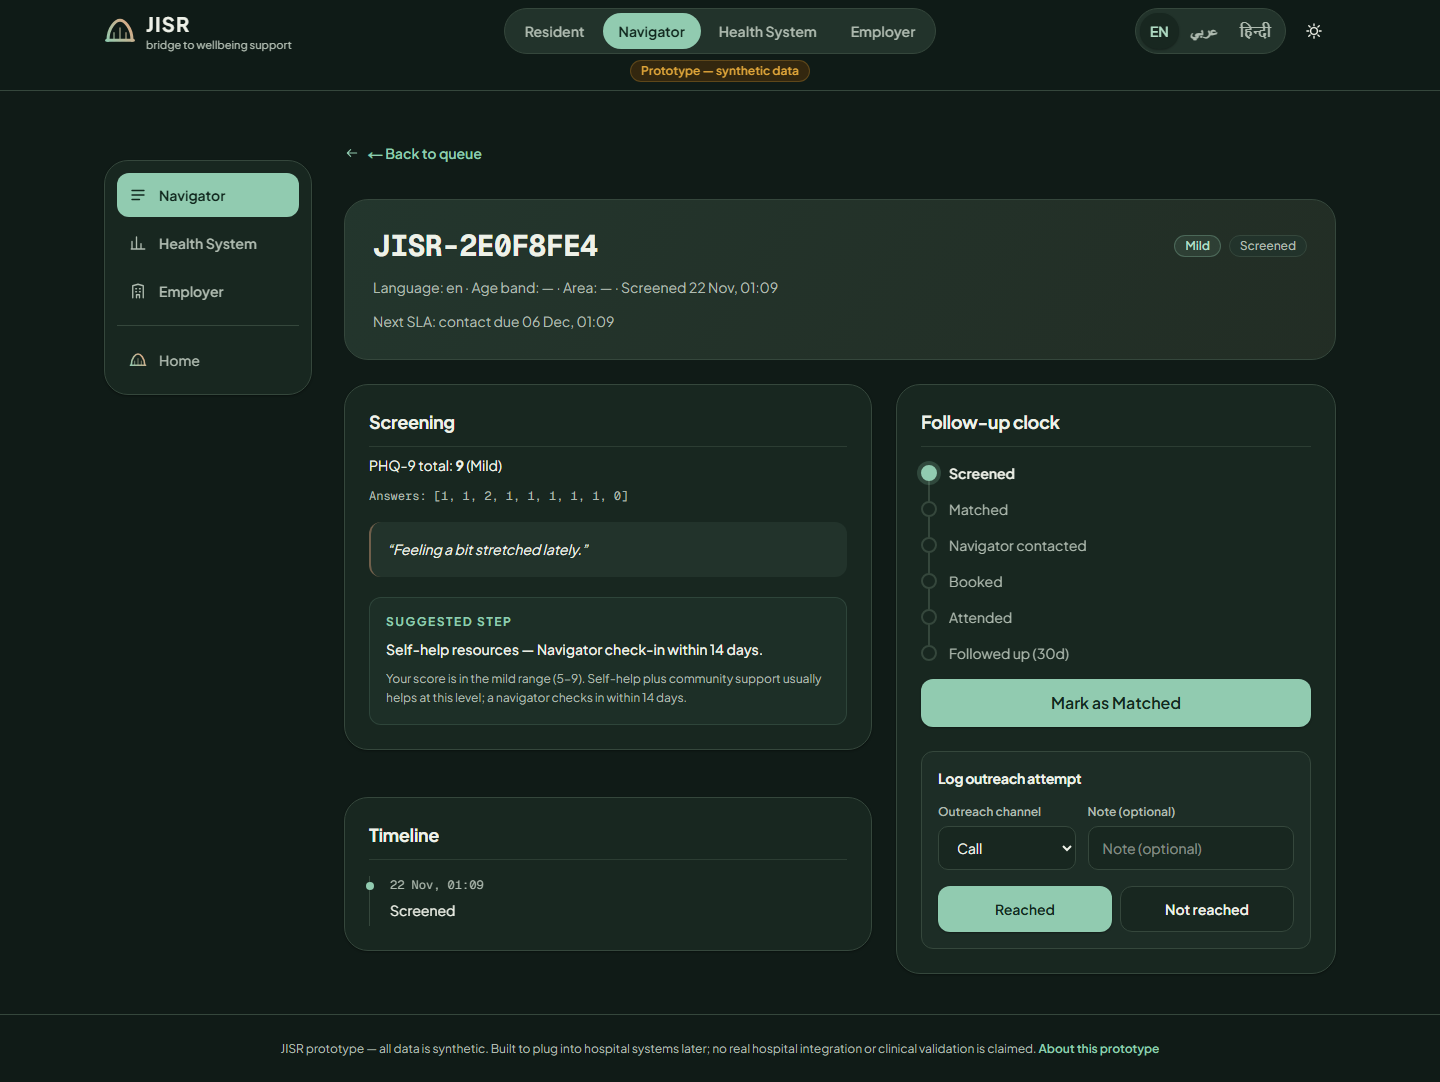 JISR
bridge to wellbeing support
Resident
Navigator
Health System
Employer
Prototype — synthetic data
EN
عربي
हिन्दी
Navigator
Health System
Employer
Home
← ← Back to queue
JISR-2E0F8FE4
Mild
Screened
Language: en · Age band: — · Area: — · Screened 22 Nov, 01:09
Next SLA: contact due 06 Dec, 01:09
Screening
PHQ-9 total: 9 (Mild)
Answers: [1, 1, 2, 1, 1, 1, 1, 1, 0]
“Feeling a bit stretched lately.”
SUGGESTED STEP
Self-help resources — Navigator check-in within 14 days.
Your score is in the mild range (5–9). Self-help plus community support usually
helps at this level; a navigator checks in within 14 days.
Timeline
22 Nov, 01:09
Screened
Follow-up clock
Screened
Matched
Navigator contacted
Booked
Attended
Followed up (30d)
Mark as Matched
Log outreach attempt
Outreach channel
Note (optional)
Call
Note (optional)
Reached
Not reached
JISR prototype — all data is synthetic. Built to plug into hospital systems later; no real hospital integration or clinical validation is claimed. About this prototype